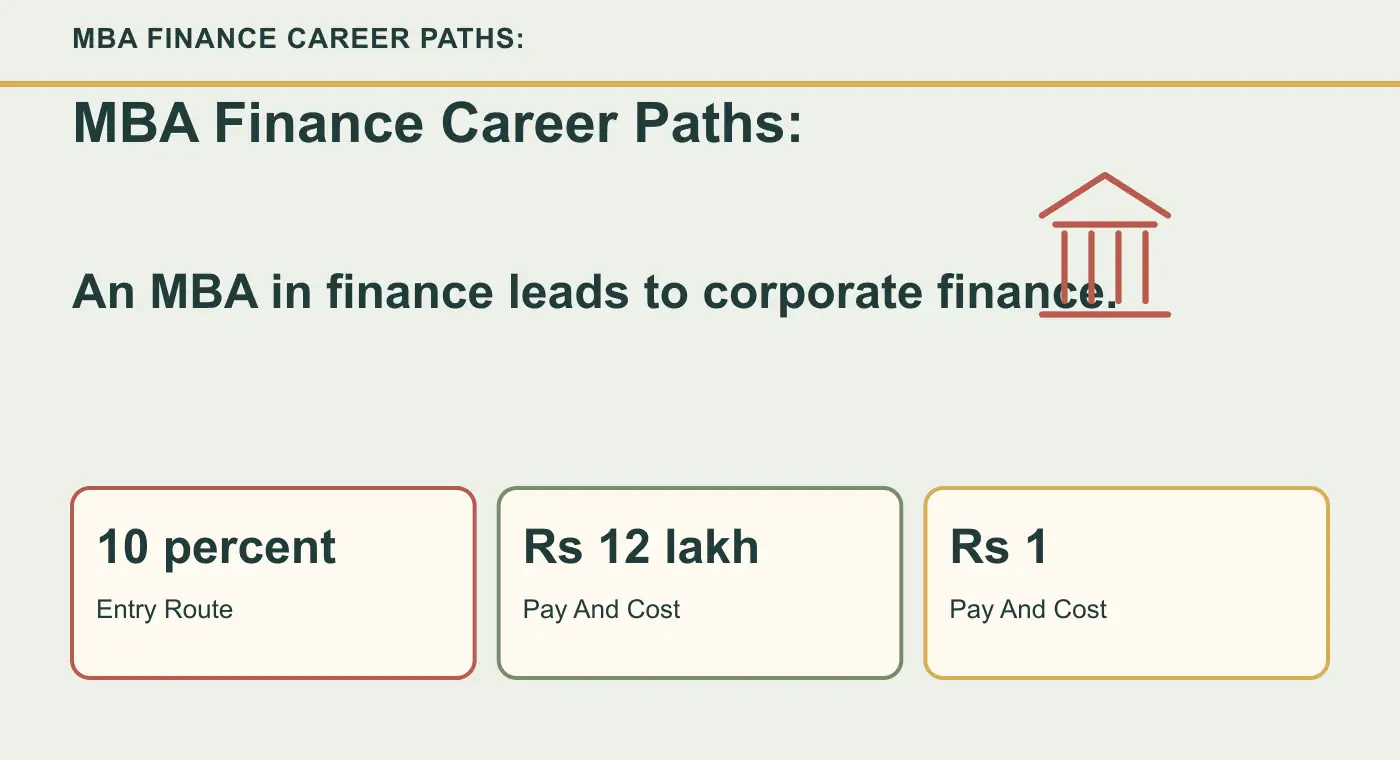 MBA FINANCE CAREER PATHS:
MBA Finance Career Paths:
An MBA in finance leads to corporate finance.
10 percent
Entry Route
Rs 12 lakh
Pay And Cost
Rs 1
Pay And Cost